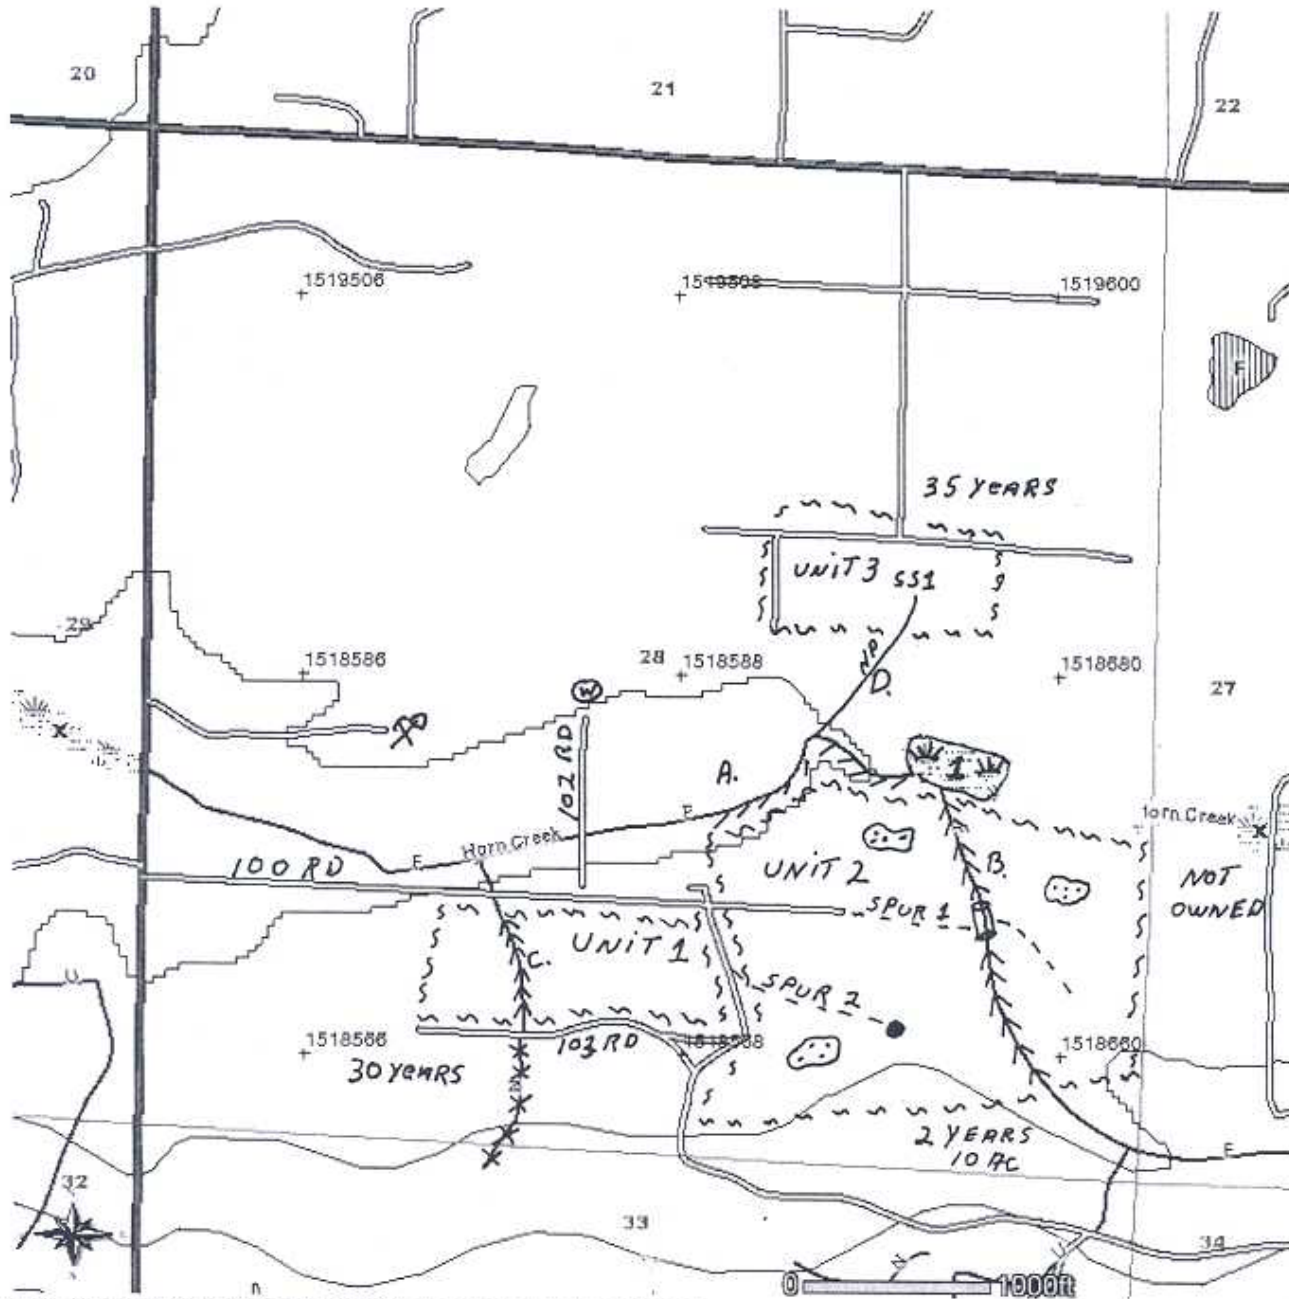 20
21
22
1519506
1519508
1519600
F
35 YEARS
UNIT 3
SS1
29
1518586
28
1518588
NP
D.
1518680
27
W
102 RD
A.
1
F
Horn Creek
F
100 RD
UNIT 2
B.
NOT
OWNED
SPUR 1
UNIT 1
C.
U
SPUR 2
1518566
103 RD
1518660
30 YEARS
N
2 YEARS
10 AC
F
32
33
34
U
N
n
0
1000ft